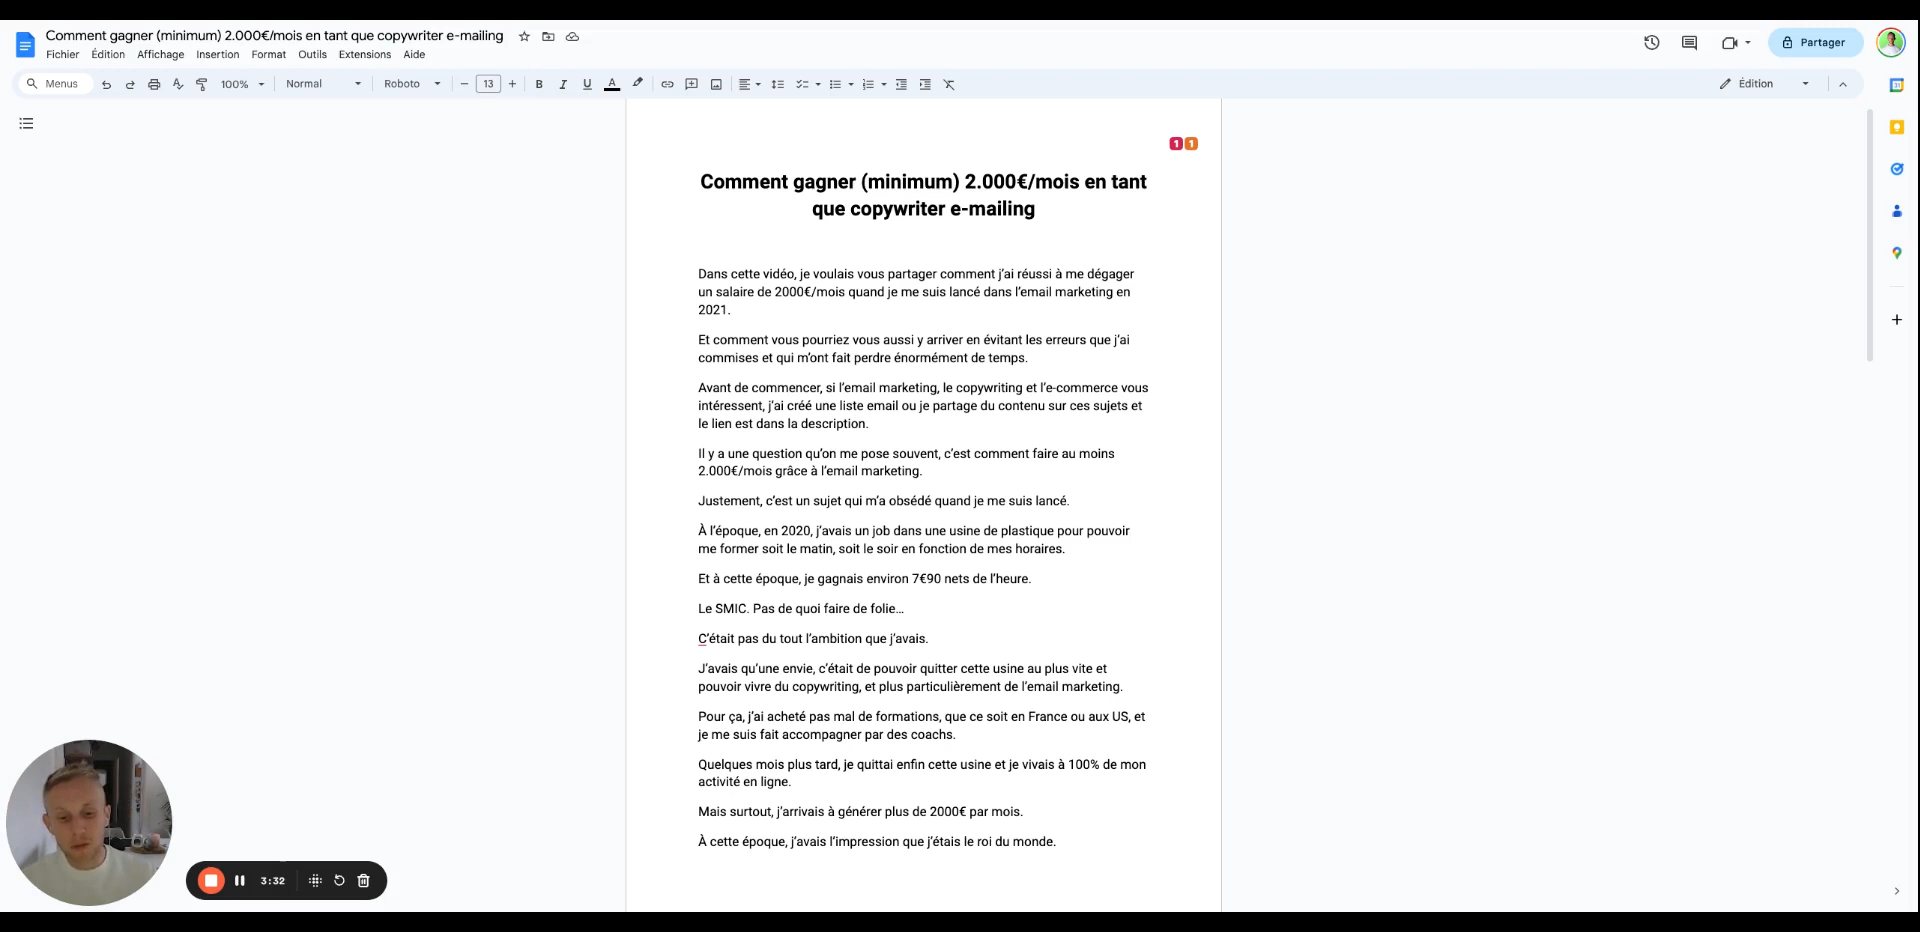 Comment gagner (minimum) 2.000€/mois en tant que copywriter e-mailing
Fichier Édition Affichage Insertion Format Outils Extensions Aide
Partager
Menus 100% Normal Roboto 13 B I U A Édition
1 1
Comment gagner (minimum) 2.000€/mois en tant
que copywriter e-mailing
Dans cette vidéo, je voulais vous partager comment j'ai réussi à me dégager
un salaire de 2000€/mois quand je me suis lancé dans l'email marketing en
2021.
Et comment vous pourriez vous aussi y arriver en évitant les erreurs que j'ai
commises et qui m'ont fait perdre énormément de temps.
Avant de commencer, si l'email marketing, le copywriting et l'e-commerce vous
intéressent, j'ai créé une liste email ou je partage du contenu sur ces sujets et
le lien est dans la description.
Il y a une question qu'on me pose souvent, c'est comment faire au moins
2.000€/mois grâce à l'email marketing.
Justement, c'est un sujet qui m'a obsédé quand je me suis lancé.
À l'époque, en 2020, j'avais un job dans une usine de plastique pour pouvoir
me former soit le matin, soit le soir en fonction de mes horaires.
Et à cette époque, je gagnais environ 7€90 nets de l'heure.
Le SMIC. Pas de quoi faire de folie…
C'était pas du tout l'ambition que j'avais.
J'avais qu'une envie, c'était de pouvoir quitter cette usine au plus vite et
pouvoir vivre du copywriting, et plus particulièrement de l'email marketing.
Pour ça, j'ai acheté pas mal de formations, que ce soit en France ou aux US, et
je me suis fait accompagner par des coachs.
Quelques mois plus tard, je quittai enfin cette usine et je vivais à 100% de mon
activité en ligne.
Mais surtout, j'arrivais à générer plus de 2000€ par mois.
À cette époque, j'avais l'impression que j'étais le roi du monde.
3:32